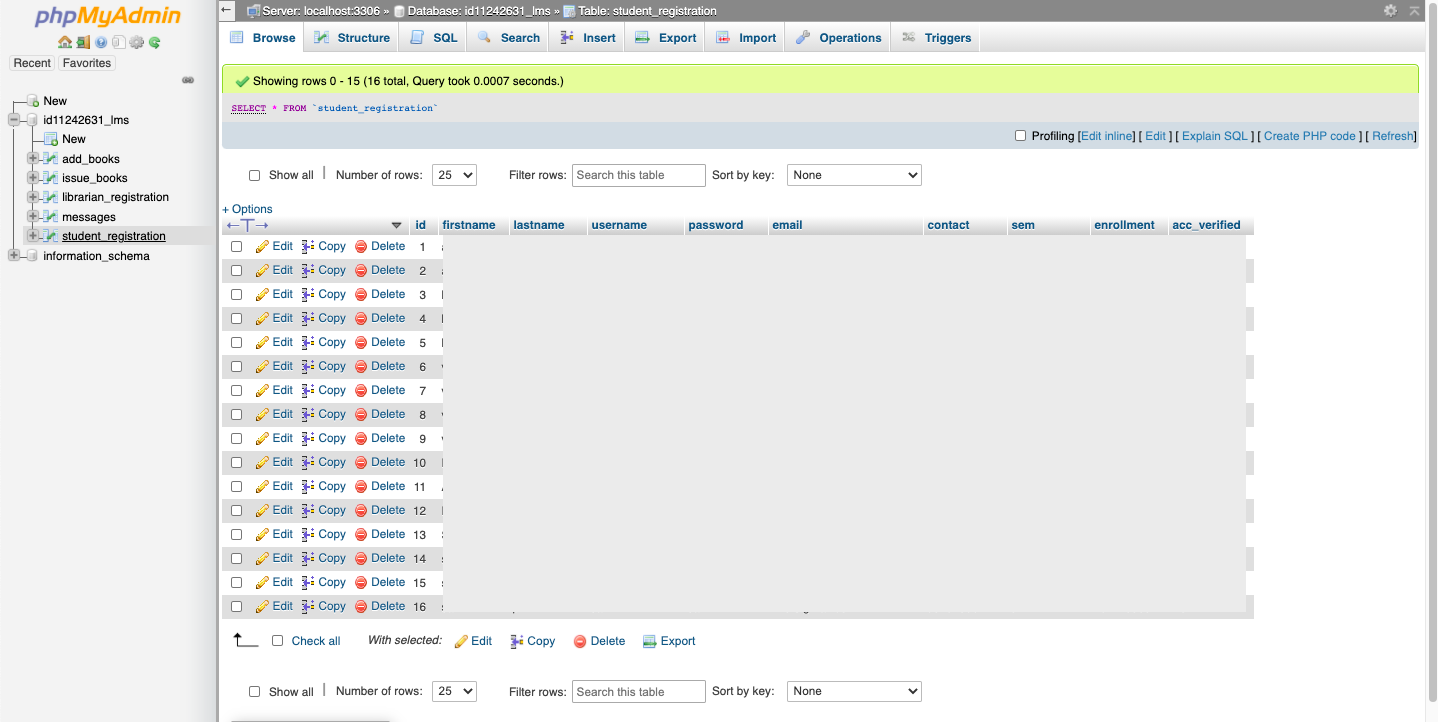 phpMyAdmin
Recent Favorites
New
id11242631_lms
New
add_books
issue_books
librarian_registration
messages
student_registration
information_schema
Server: localhost:3306 » Database: id11242631_lms » Table: student_registration
Browse Structure SQL Search Insert Export Import Operations Triggers
Showing rows 0 - 15 (16 total, Query took 0.0007 seconds.)
SELECT * FROM `student_registration`
Profiling [Edit inline] [ Edit ] [ Explain SQL ] [ Create PHP code ] [ Refresh]
Show all | Number of rows: 25 Filter rows: Search this table Sort by key: None
+ Options
←T→ id firstname lastname username password email contact sem enrollment acc_verified
Edit Copy Delete 1
Edit Copy Delete 2
Edit Copy Delete 3
Edit Copy Delete 4
Edit Copy Delete 5
Edit Copy Delete 6
Edit Copy Delete 7
Edit Copy Delete 8
Edit Copy Delete 9
Edit Copy Delete 10
Edit Copy Delete 11
Edit Copy Delete 12
Edit Copy Delete 13
Edit Copy Delete 14
Edit Copy Delete 15
Edit Copy Delete 16
Check all With selected: Edit Copy Delete Export
Show all | Number of rows: 25 Filter rows: Search this table Sort by key: None